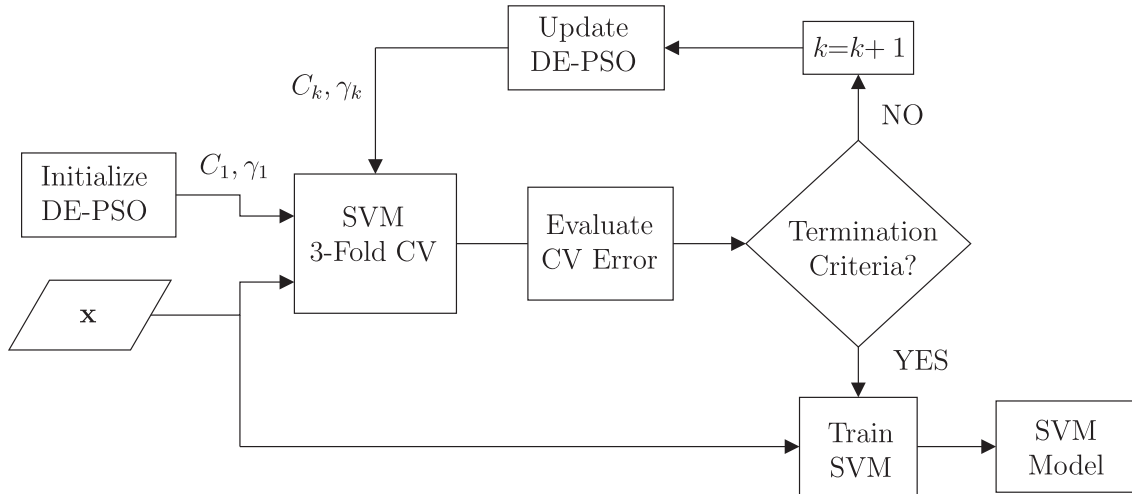 Update
DE-PSO
k=k+ 1
C_k, γ_k
NO
C_1, γ_1
Initialize
DE-PSO
SVM
3-Fold CV
Evaluate
CV Error
Termination
Criteria?
x
YES
Train
SVM
SVM
Model